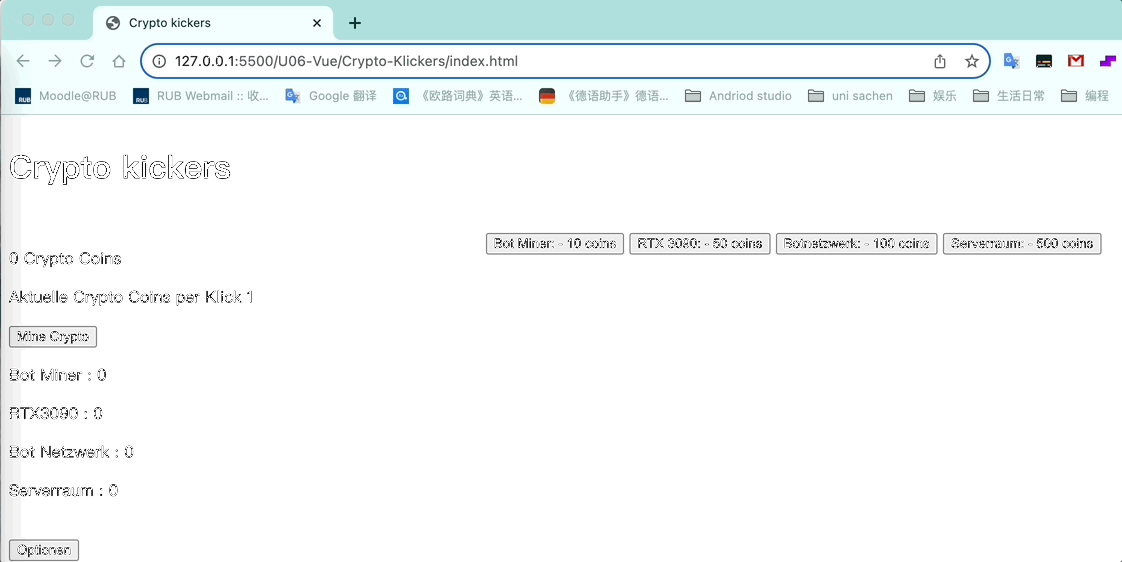 Crypto kickers
127.0.0.1:5500/U06-Vue/Crypto-Klickers/index.html
Moodle@RUB RUB Webmail :: 收... Google 翻译 《欧路词典》英语... 《德语助手》德语... Andriod studio uni sachen 娱乐 生活日常 编程
Crypto kickers
Bot Miner: - 10 coins RTX 3090: - 50 coins Botnetzwerk: - 100 coins Serverraum: - 500 coins
0 Crypto Coins
Aktuelle Crypto Coins per Klick 1
Mine Crypto
Bot Miner : 0
RTX3090 : 0
Bot Netzwerk : 0
Serverraum : 0
Optionen